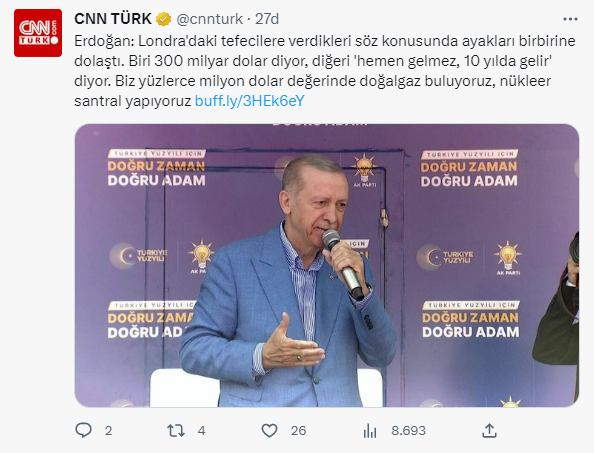 CNN TÜRK @cnnturk · 27d
Erdoğan: Londra'daki tefecilere verdikleri söz konusunda ayakları birbirine
dolaştı. Biri 300 milyar dolar diyor, diğeri 'hemen gelmez, 10 yılda gelir'
diyor. Biz yüzlerce milyon dolar değerinde doğalgaz buluyoruz, nükleer
santral yapıyoruz buff.ly/3HEk6eY
CNN
TÜRK
DOĞRU ADAM
TÜRKİYE YÜZYILI İÇİN
DOĞRU ZAMAN
DOĞRU ADAM
AK PARTİ
TÜRKİYE YÜZYILI İÇİN
DOĞRU ZAMAN
DOĞRU ADAM
TÜRKİYE
YÜZYILI
AK PARTİ
TÜRKİYE
YÜZYILI
AK PARTİ
TÜRKİYE YÜZYILI İÇİN
DOĞRU ZAMAN
DOĞRU ADAM
TÜRKİYE YÜZYILI İÇİN
DOĞRU ZAMAN
DOĞRU ADAM
2 4 26 8.693